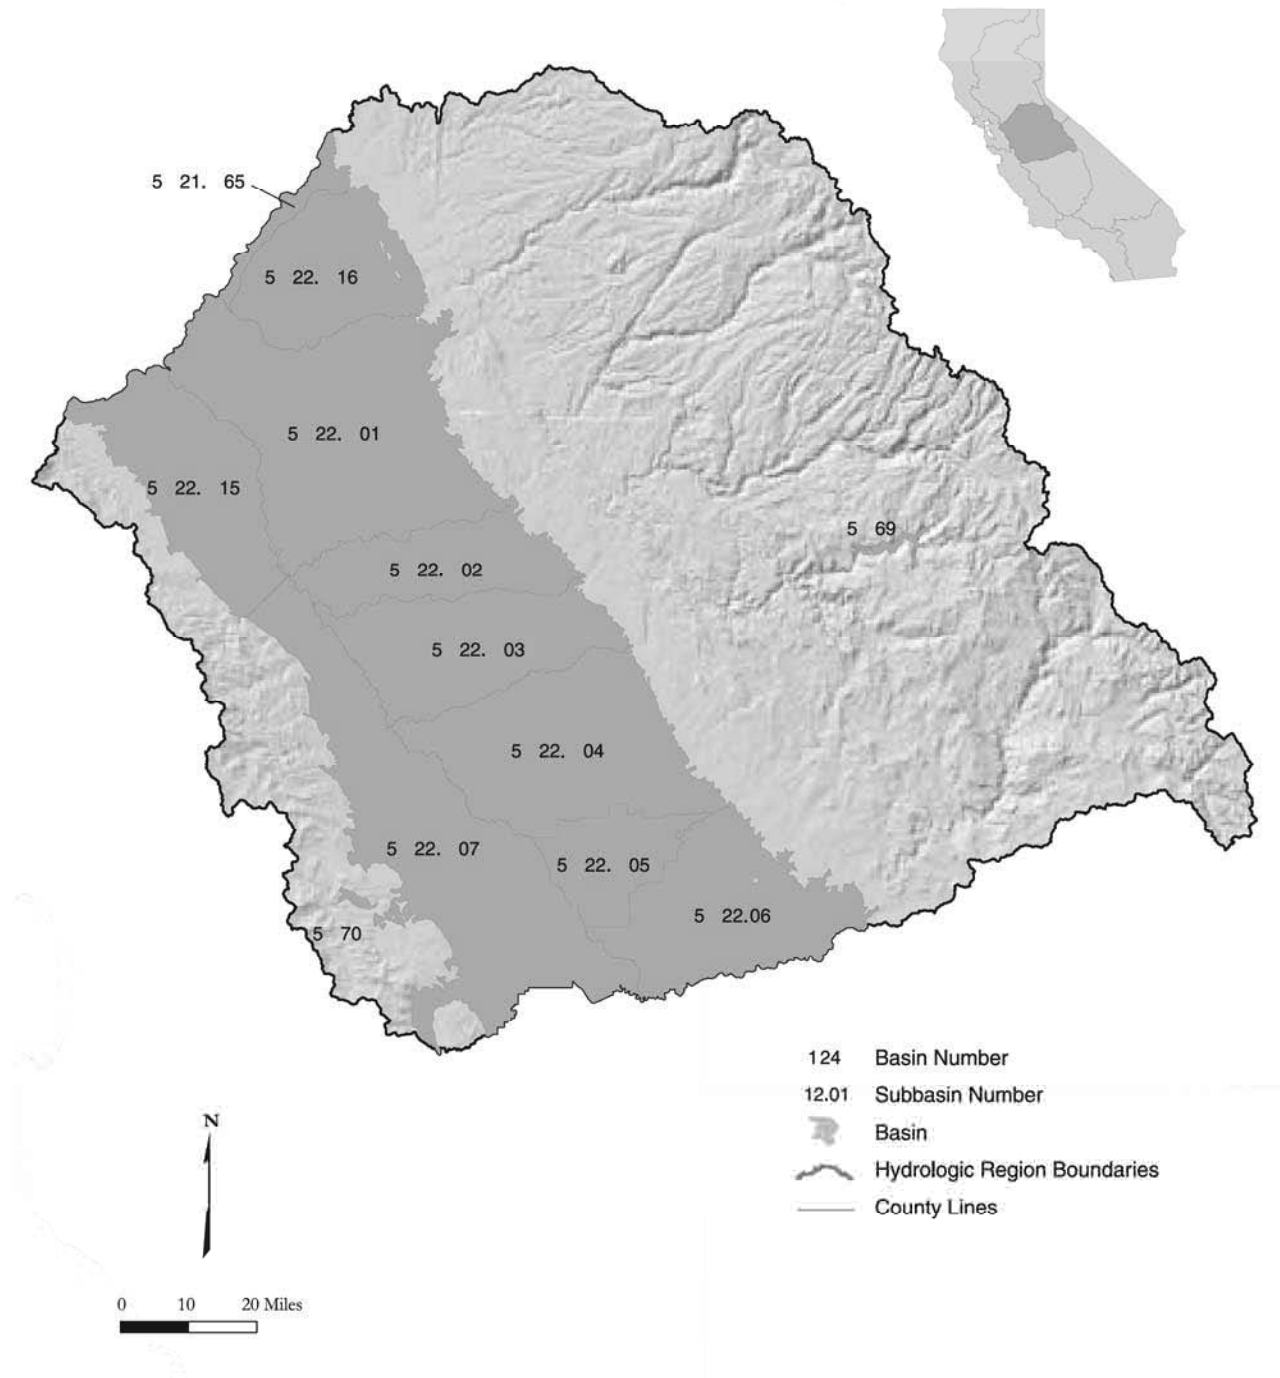 5 21. 65
5 22. 16
5 22. 01
5 22. 15
5 69
5 22. 02
5 22. 03
5 22. 04
5 22. 07
5 22. 05
5 22.06
5 70
124 Basin Number
12.01 Subbasin Number
Basin
Hydrologic Region Boundaries
County Lines
N
0 10 20 Miles